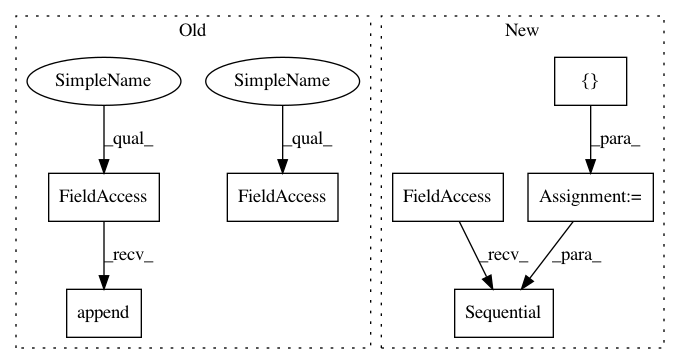 Old
New
SimpleName
SimpleName
{}
_qual_
_qual_
_para_
FieldAccess
FieldAccess
FieldAccess
Assignment:=
_recv_
_recv_
_para_
append
Sequential